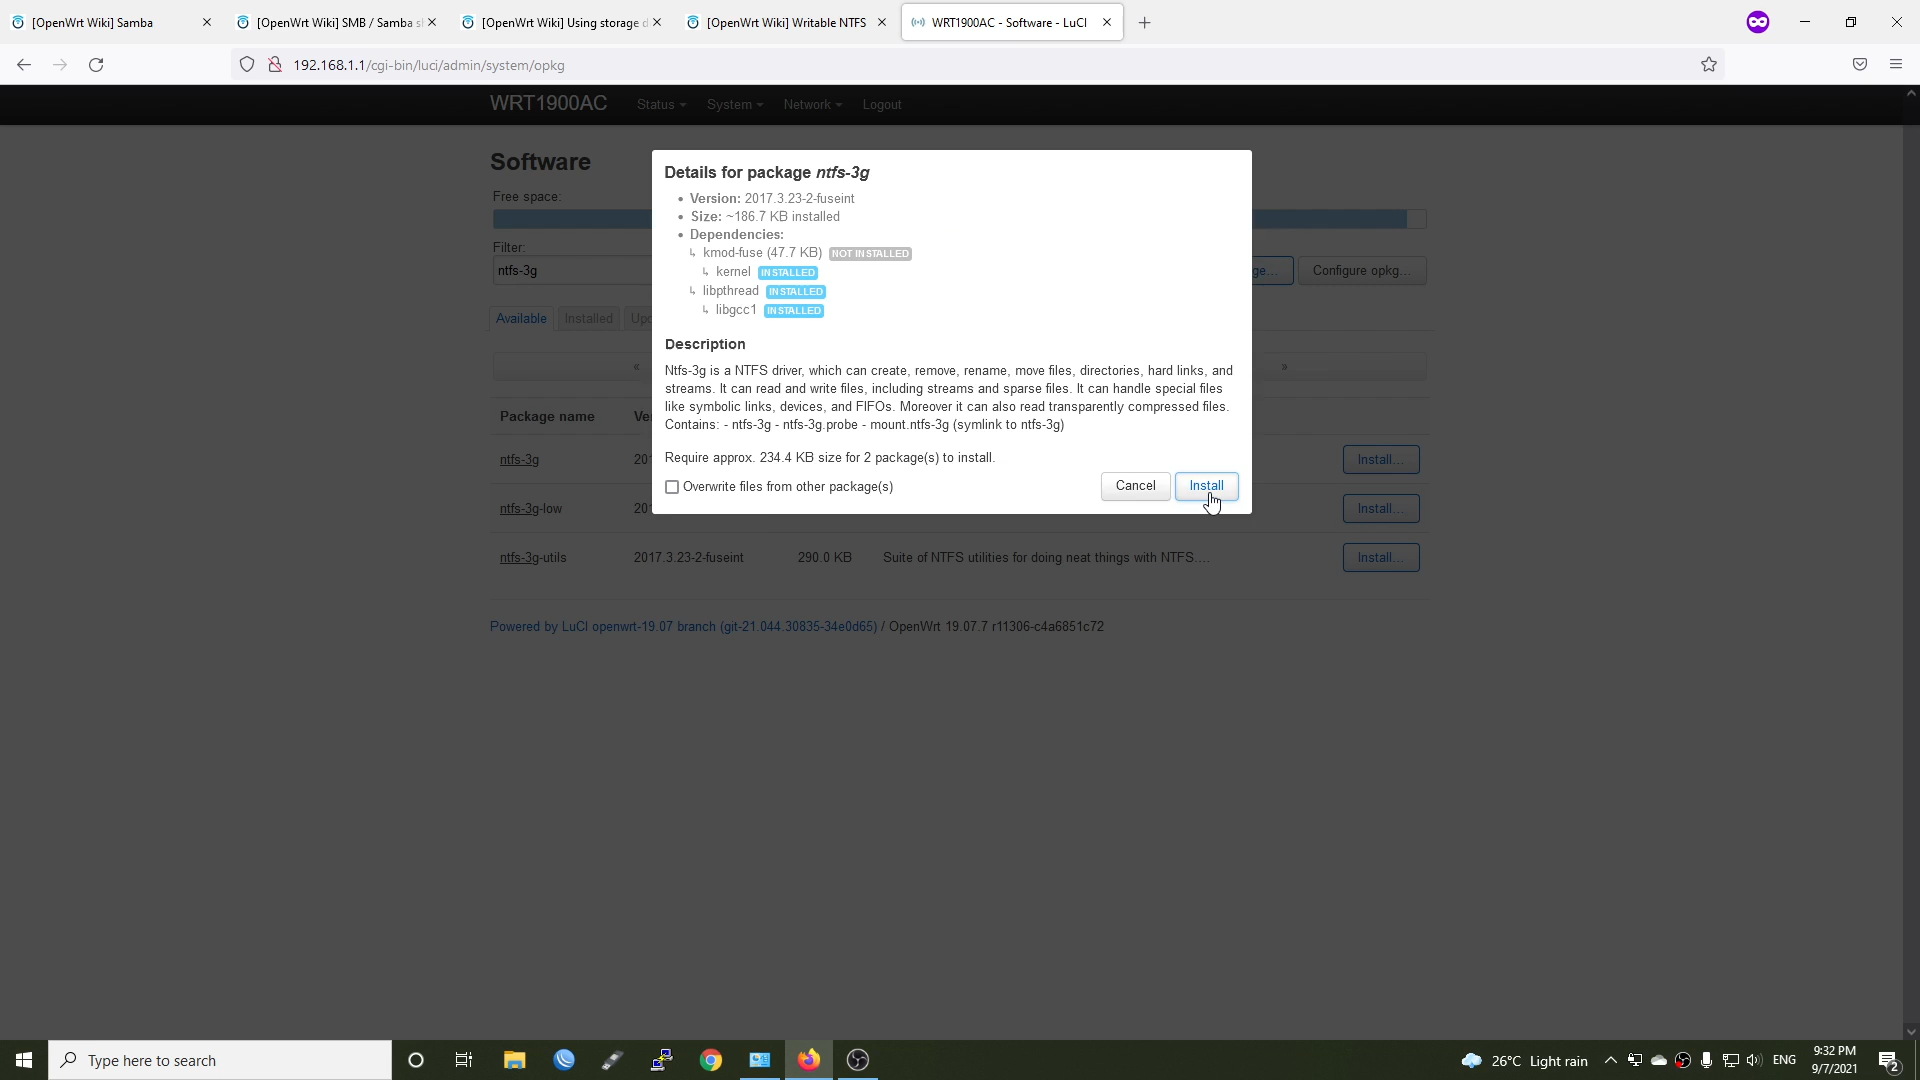 [OpenWrt Wiki] Samba
[OpenWrt Wiki] SMB / Samba s
[OpenWrt Wiki] Using storage d
[OpenWrt Wiki] Writable NTFS
WRT1900AC - Software - LuCI
192.168.1.1/cgi-bin/luci/admin/system/opkg
WRT1900AC Status System Network Logout
Software
Free space:
Filter:
ntfs-3g
ge...
Configure opkg...
Available Installed Up
«
»
Package name Ve
ntfs-3g 20 Install...
ntfs-3g-low 20 Install...
ntfs-3g-utils 2017.3.23-2-fuseint 290.0 KB Suite of NTFS utilities for doing neat things with NTFS.... Install...
Powered by LuCI openwrt-19.07 branch (git-21.044.30835-34e0d65) / OpenWrt 19.07.7 r11306-c4a6851c72
Details for package ntfs-3g
• Version: 2017.3.23-2-fuseint
• Size: ~186.7 KB installed
• Dependencies:
↳ kmod-fuse (47.7 KB) NOT INSTALLED
↳ kernel INSTALLED
↳ libpthread INSTALLED
↳ libgcc1 INSTALLED
Description
Ntfs-3g is a NTFS driver, which can create, remove, rename, move files, directories, hard links, and
streams. It can read and write files, including streams and sparse files. It can handle special files
like symbolic links, devices, and FIFOs. Moreover it can also read transparently compressed files.
Contains: - ntfs-3g - ntfs-3g.probe - mount.ntfs-3g (symlink to ntfs-3g)
Require approx. 234.4 KB size for 2 package(s) to install.
Overwrite files from other package(s)
Cancel
Install
Type here to search
26°C Light rain
ENG
9:32 PM
9/7/2021
2